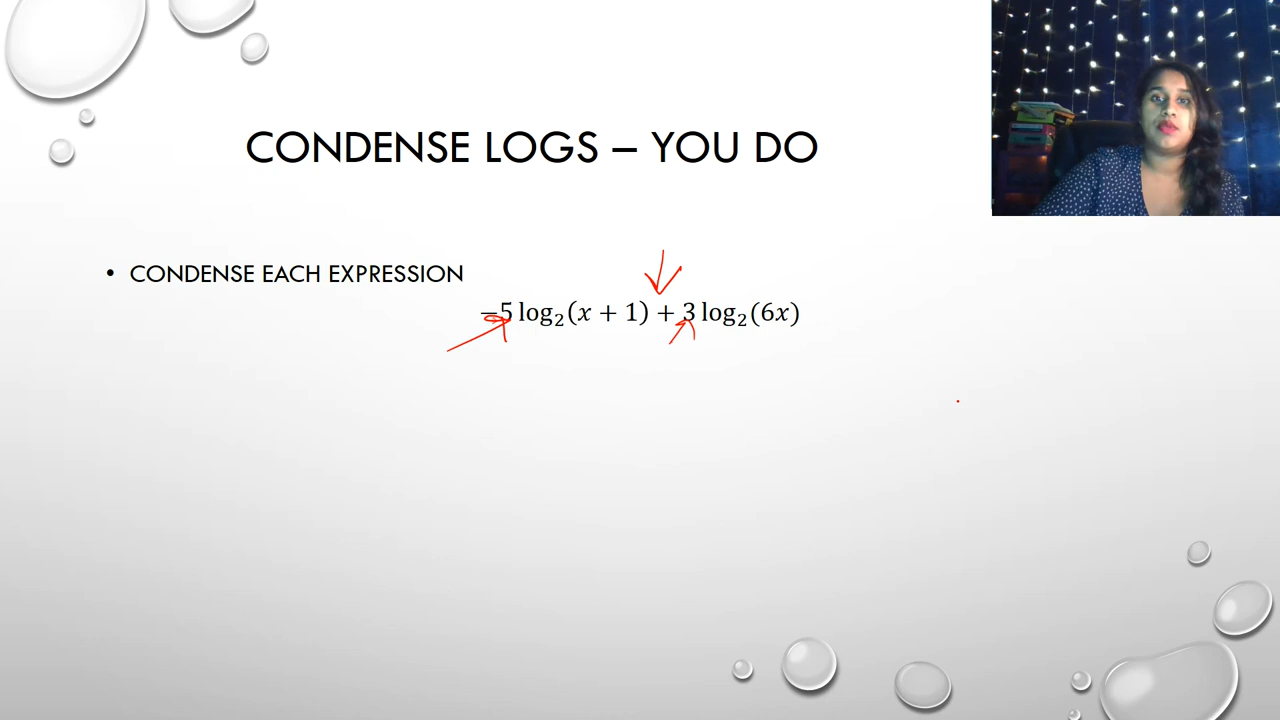 CONDENSE LOGS – YOU DO
• CONDENSE EACH EXPRESSION
−5 log₂(x + 1) + 3 log₂(6x)